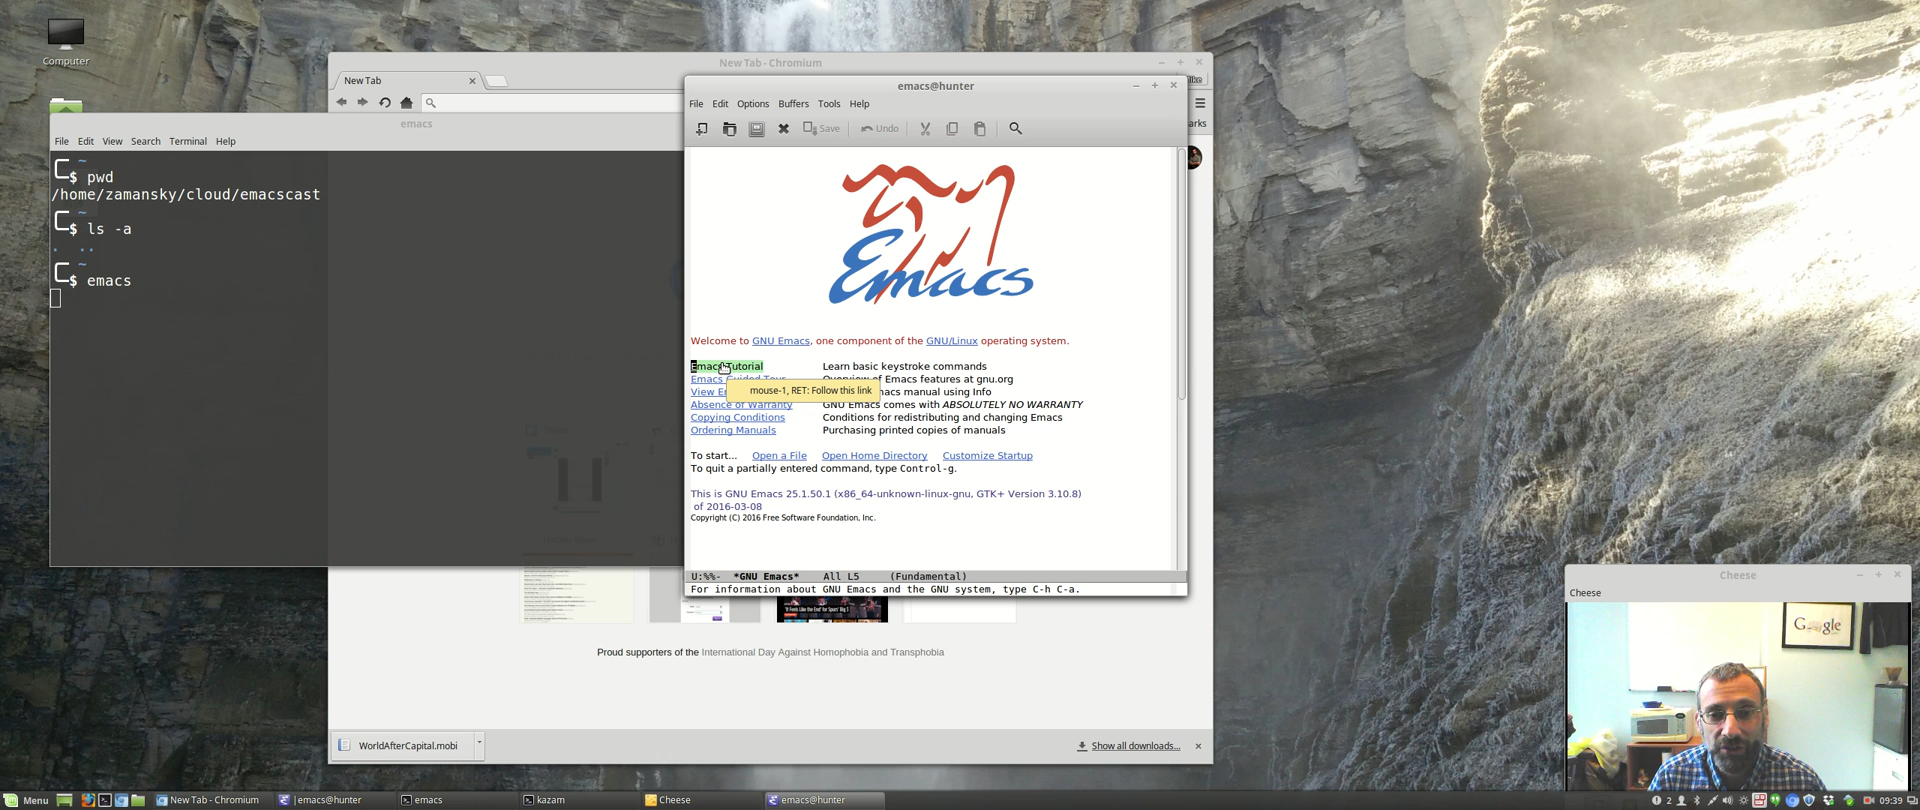 Computer
New Tab - Chromium
New Tab
emacs@hunter
File Edit Options Buffers Tools Help
Save Undo
arks
emacs
File Edit View Search Terminal Help
~
$ pwd
/home/zamansky/cloud/emacscast
~
$ ls -a
. ..
~
$ emacs
Emacs
Welcome to GNU Emacs, one component of the GNU/Linux operating system.
Emacs Tutorial Learn basic keystroke commands
Emacs Guided Tour Overview of Emacs features at gnu.org
View E macs manual using Info
mouse-1, RET: Follow this link
Absence of Warranty GNU Emacs comes with ABSOLUTELY NO WARRANTY
Copying Conditions Conditions for redistributing and changing Emacs
Ordering Manuals Purchasing printed copies of manuals
To start... Open a File Open Home Directory Customize Startup
To quit a partially entered command, type Control-g.
This is GNU Emacs 25.1.50.1 (x86_64-unknown-linux-gnu, GTK+ Version 3.10.8)
of 2016-03-08
Copyright (C) 2016 Free Software Foundation, Inc.
U:%%- *GNU Emacs* All L5 (Fundamental)
For information about GNU Emacs and the GNU system, type C-h C-a.
Proud supporters of the International Day Against Homophobia and Transphobia
WorldAfterCapital.mobi
Show all downloads...
Cheese
Cheese
Google
Menu New Tab - Chromium emacs@hunter emacs kazam Cheese emacs@hunter 2 09:39